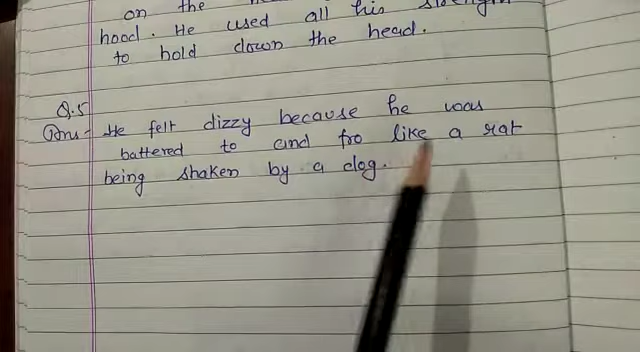 on the
hood. He used all his strength
to hold down the head.
Q.5
Ans- He felt dizzy because he was
battered to and fro like a rat
being shaken by a dog.